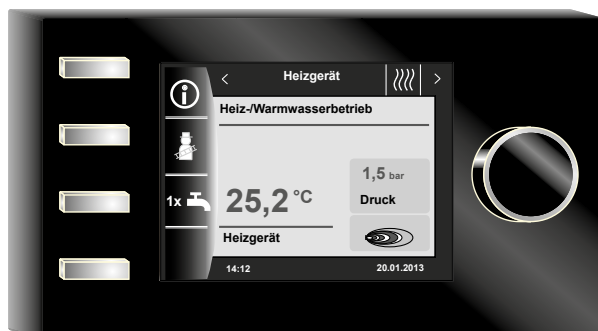 < Heizgerät >
Heiz-/Warmwasserbetrieb
1,5 bar
Druck
1x
25,2 °C
Heizgerät
14:12 20.01.2013